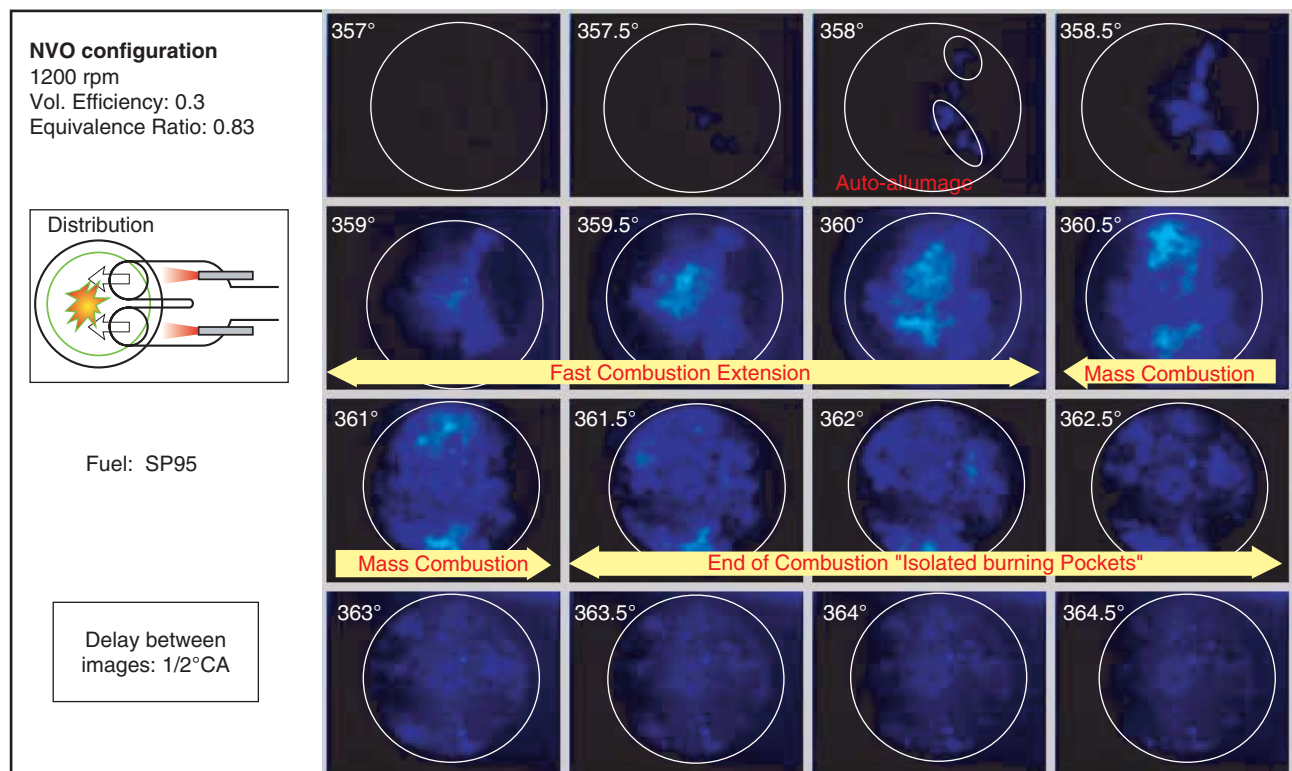 NVO configuration
1200 rpm
Vol. Efficiency: 0.3
Equivalence Ratio: 0.83
Distribution
Fuel: SP95
Delay between
images: 1/2°CA
357°
357.5°
358°
358.5°
Auto-allumage
359°
359.5°
360°
360.5°
Fast Combustion Extension
Mass Combustion
361°
361.5°
362°
362.5°
Mass Combustion
End of Combustion "Isolated burning Pockets"
363°
363.5°
364°
364.5°